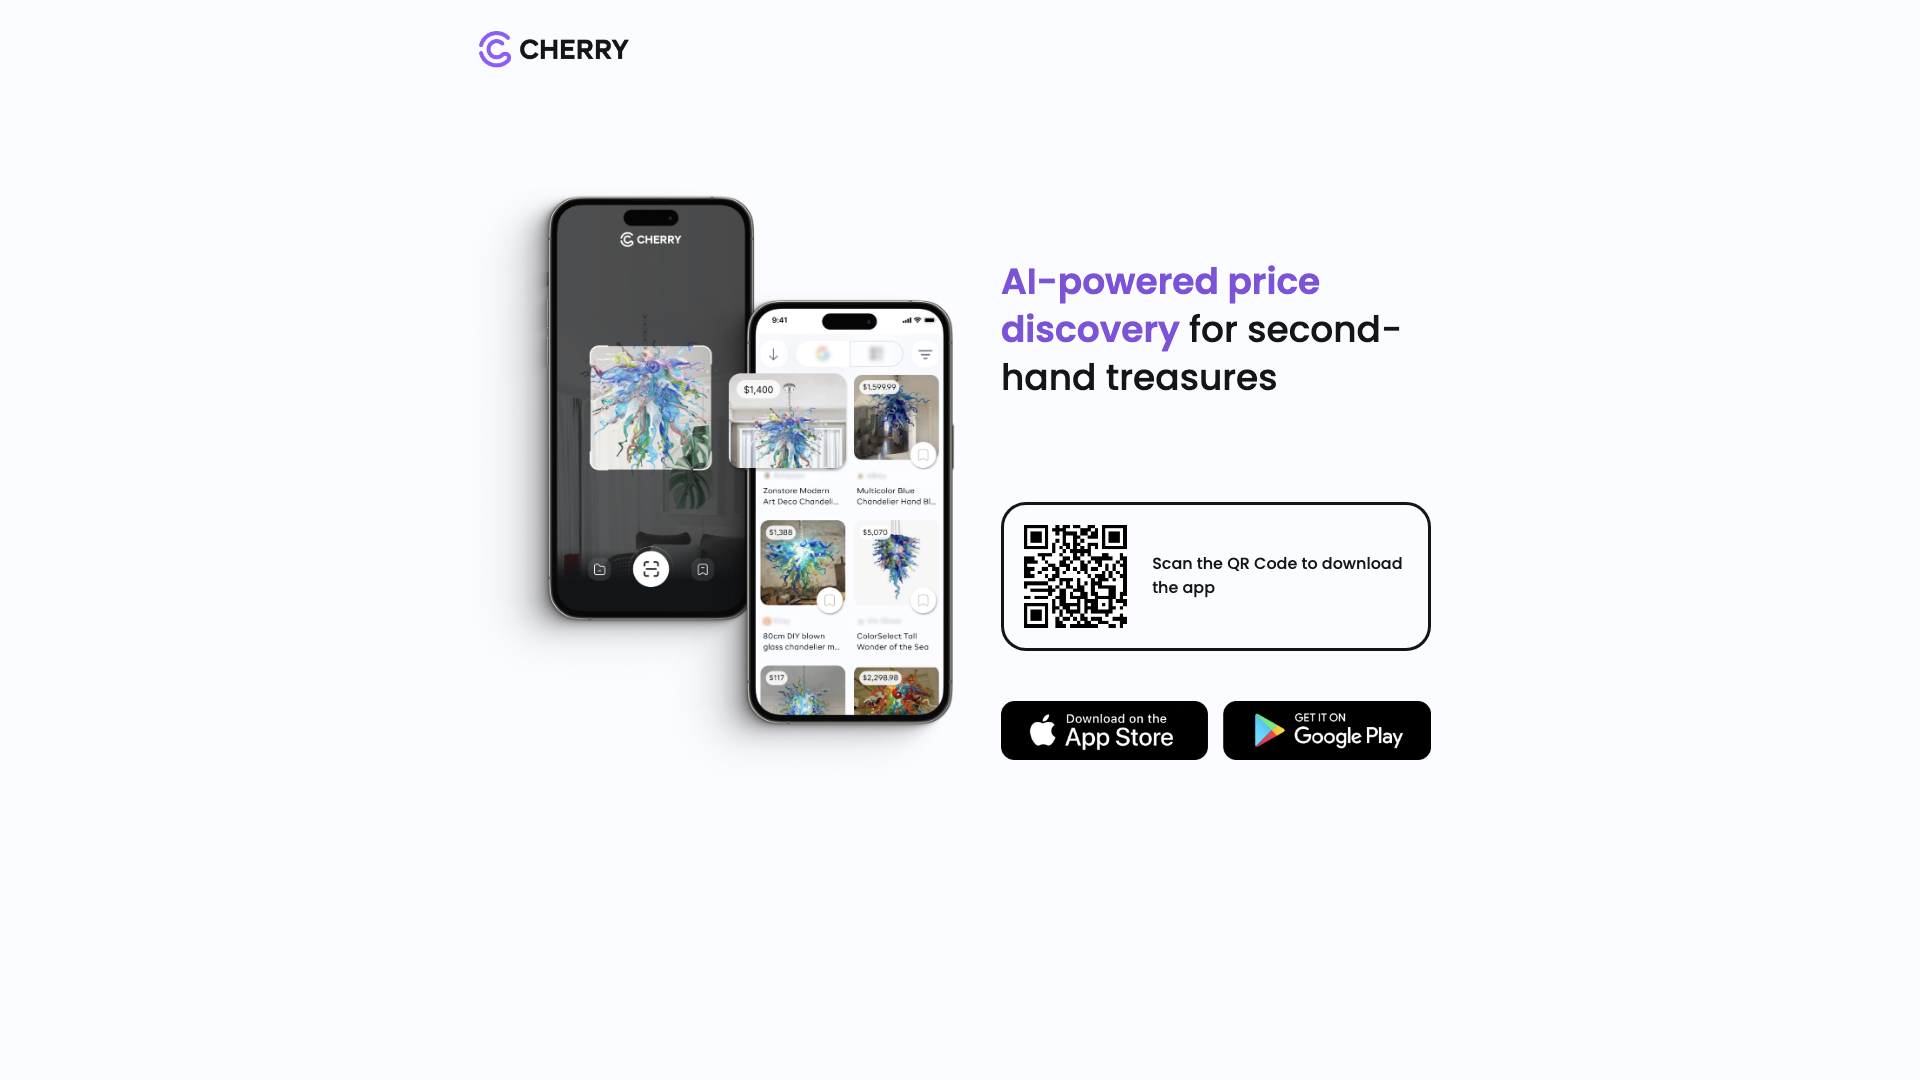 CHERRY
CHERRY
9:41
$1,400
$1,599.99
Zonstore Modern
Art Deco Chandeli...
Multicolor Blue
Chandelier Hand Bl...
$1,388
$5,070
80cm DIY blown
glass chandelier m...
ColorSelect Tall
Wonder of the Sea
$117
$2,298.98
AI-powered price
discovery for second-
hand treasures
Scan the QR Code to download
the app
Download on the
App Store
GET IT ON
Google Play